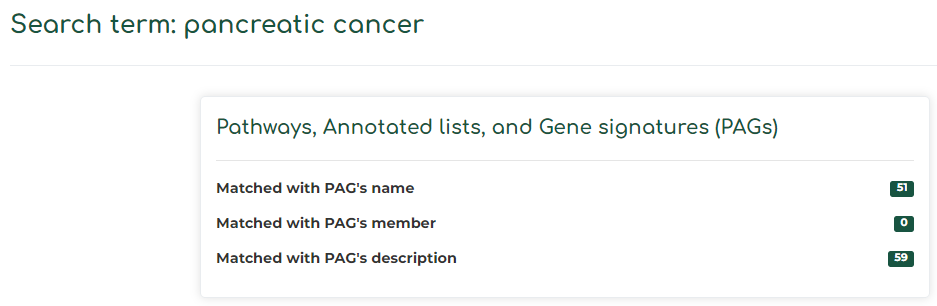 Search term: pancreatic cancer
Pathways, Annotated lists, and Gene signatures (PAGs)
Matched with PAG's name 51
Matched with PAG's member 0
Matched with PAG's description 59